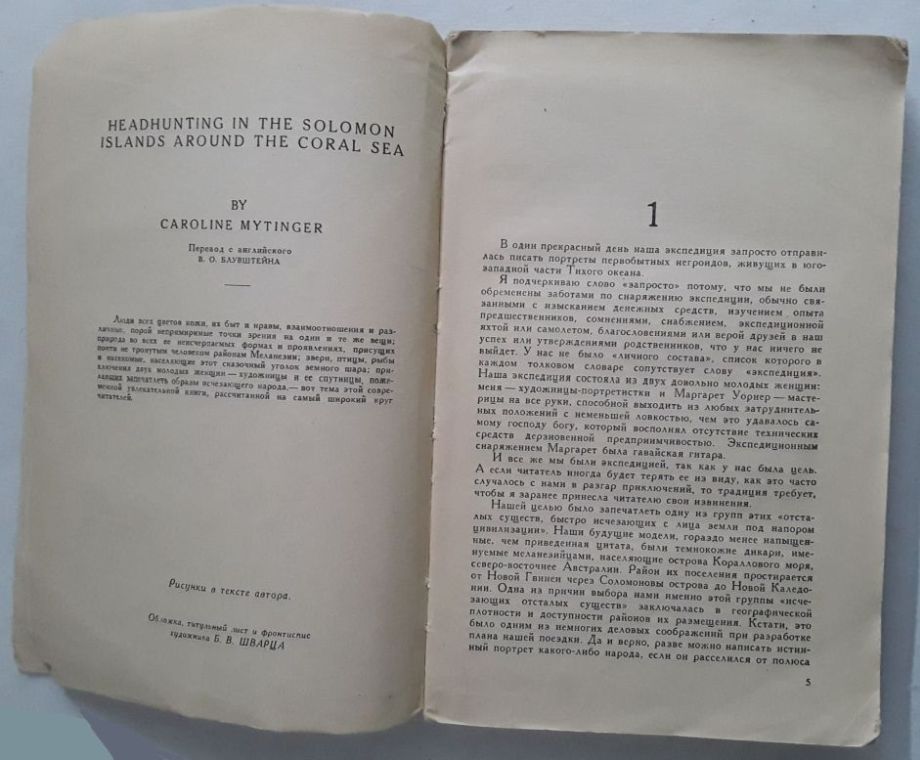 HEADHUNTING IN THE SOLOMON
ISLANDS AROUND THE CORAL SEA
BY
CAROLINE MYTINGER
Перевод с английского
В. О. БЛУВШТЕЙНА
Люди всех цветов кожи, их быт и нравы, взаимоотношения и раз-
личные, порой непримиримые точки зрения на одни и те же вещи;
природа во всех ее неисчерпаемых формах и проявлениях, присущих
почти не тронутым человеком районам Меланезии; звери, птицы, рыбы
и насекомые, населяющие этот сказочный уголок земного шара; при-
ключения двух молодых женщин — художницы и ее спутницы, поже-
лавших запечатлеть образы исчезающего народа,— вот тема этой совре-
менной увлекательной книги, рассчитанной на самый широкий круг
читателей.
Рисунки в тексте автора.
Обложка, титульный лист и фронтиспис
художника Б. В. ШВАРЦА
1
В один прекрасный день наша экспедиция запросто отправи-
лась писать портреты первобытных негроидов, живущих в юго-
западной части Тихого океана.
Я подчеркиваю слово «запросто» потому, что мы не были
обременены заботами по снаряжению экспедиции, обычно свя-
занными с изысканием денежных средств, изучением опыта
предшественников, сомнениями, снабжением, экспедиционной
яхтой или самолетом, благословениями или верой друзей в наш
успех или утверждениями родственников, что у нас ничего не
выйдет. У нас не было «личного состава», список которого в
каждом толковом словаре сопутствует слову «экспедиция».
Наша экспедиция состояла из двух довольно молодых женщин:
меня — художницы-портретистки и Маргарет Уорнер — масте-
рицы на все руки, способной выходить из любых затруднитель-
ных положений с неменьшей ловкостью, чем это удавалось са-
мому господу богу, который восполнял отсутствие технических
средств дерзновенной предприимчивостью. Экспедиционным
снаряжением Маргарет была гавайская гитара.
И все же мы были экспедицией, так как у нас была цель.
А если читатель иногда будет терять ее из виду, как это часто
случалось с нами в разгар приключений, то традиция требует,
чтобы я заранее принесла читателю свои извинения.
Нашей целью было запечатлеть одну из групп этих «отста-
лых существ, быстро исчезающих с лица земли под напором
цивилизации». Наши будущие модели, гораздо менее напыщен-
ные, чем приведенная цитата, были темнокожие дикари, име-
нуемые меланезийцами, населяющие острова Кораллового моря,
северо-восточнее Австралии. Район их поселения простирается
от Новой Гвинеи через Соломоновы острова до Новой Каледо-
нии. Одна из причин выбора нами именно этой группы «исче-
зающих отсталых существ» заключалась в географической
плотности и доступности районов их размещения. Кстати, это
было одним из немногих деловых соображений при разработке
плана нашей поездки. Да и верно, разве можно написать истин-
ный портрет какого-либо народа, если он расселился от полюса
5